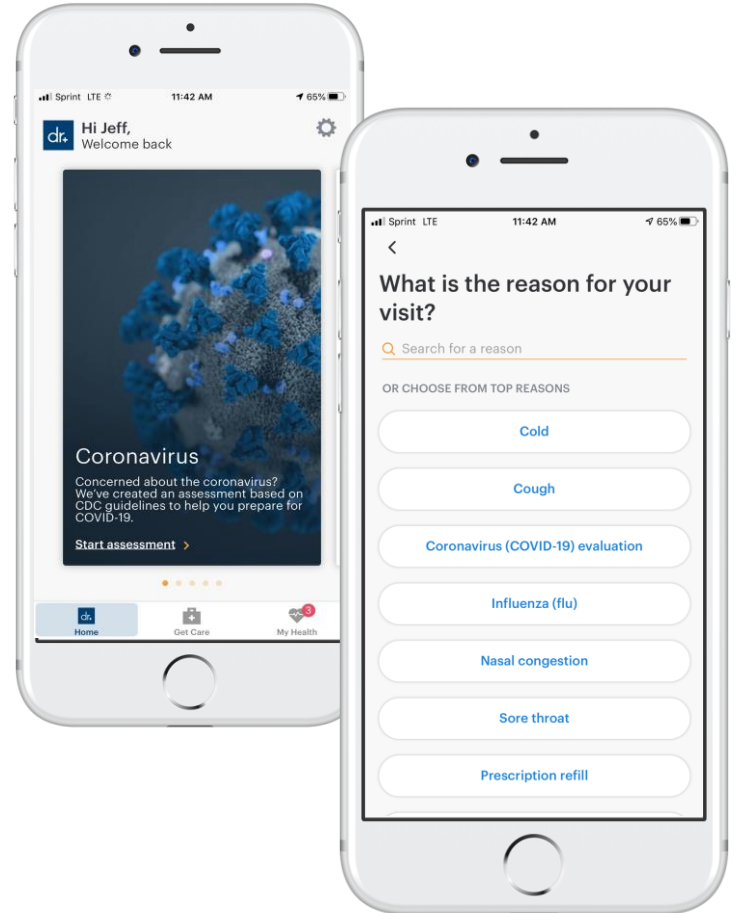 Sprint LTE 11:42 AM 65%
dr+ Hi Jeff,
Welcome back
Coronavirus
Concerned about the coronavirus?
We've created an assessment based on
CDC guidelines to help you prepare for
COVID-19.
Start assessment >
dr+
Home Get Care My Health 3
Sprint LTE 11:42 AM 65%
What is the reason for your
visit?
Search for a reason
OR CHOOSE FROM TOP REASONS
Cold
Cough
Coronavirus (COVID-19) evaluation
Influenza (flu)
Nasal congestion
Sore throat
Prescription refill